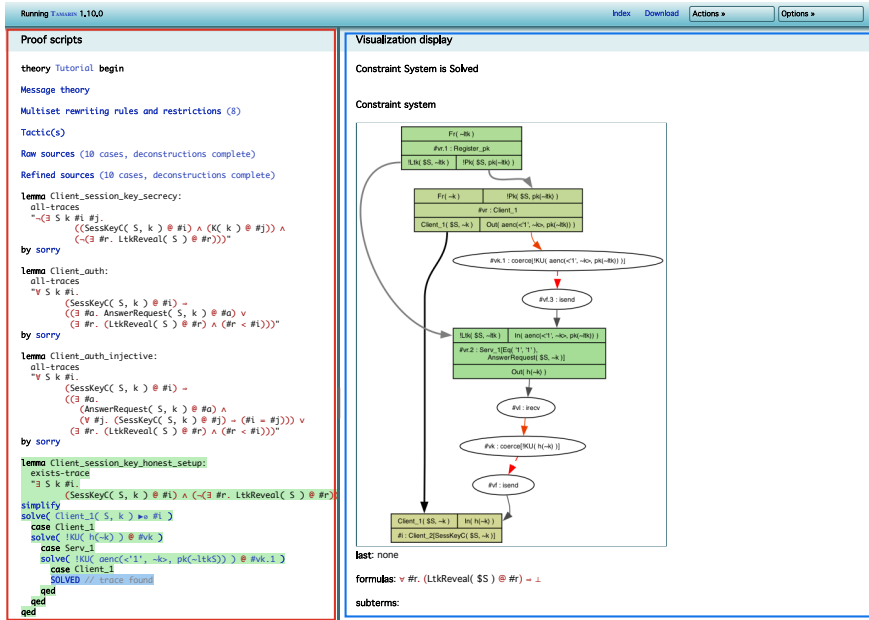 Running TAMARIN 1.10.0
Index Download Actions » Options »
Proof scripts
theory Tutorial begin
Message theory
Multiset rewriting rules and restrictions (8)
Tactic(s)
Raw sources (10 cases, deconstructions complete)
Refined sources (10 cases, deconstructions complete)
lemma Client_session_key_secrecy:
all-traces
"¬(∃ S k #i #j.
((SessKeyC( S, k ) @ #i) ∧ (K( k ) @ #j)) ∧
(¬(∃ #r. LtkReveal( S ) @ #r)))"
by sorry
lemma Client_auth:
all-traces
"∀ S k #i.
(SessKeyC( S, k ) @ #i) ⇒
((∃ #a. AnswerRequest( S, k ) @ #a) ∨
(∃ #r. (LtkReveal( S ) @ #r) ∧ (#r < #i)))"
by sorry
lemma Client_auth_injective:
all-traces
"∀ S k #i.
(SessKeyC( S, k ) @ #i) ⇒
((∃ #a.
(AnswerRequest( S, k ) @ #a) ∧
(∀ #j. (SessKeyC( S, k ) @ #j) ⇒ (#i = #j))) ∨
(∃ #r. (LtkReveal( S ) @ #r) ∧ (#r < #i)))"
by sorry
lemma Client_session_key_honest_setup:
exists-trace
"∃ S k #i.
(SessKeyC( S, k ) @ #i) ∧ (¬(∃ #r. LtkReveal( S ) @ #r))
simplify
solve( Client_1( S, k ) ▶₀ #i )
case Client_1
solve( !KU( h(~k) ) @ #vk )
case Serv_1
solve( !KU( aenc(<'1', ~k>, pk(~ltkS)) ) @ #vk.1 )
case Client_1
SOLVED // trace found
qed
qed
qed
Visualization display
Constraint System is Solved
Constraint system
Fr( ~ltk )
#vr.1 : Register_pk
!Ltk( $S, ~ltk ) !Pk( $S, pk(~ltk) )
Fr( ~k ) !Pk( $S, pk(~ltk) )
#vr : Client_1
Client_1( $S, ~k ) Out( aenc(<'1', ~k>, pk(~ltk)) )
#vk.1 : coerce[!KU( aenc(<'1', ~k>, pk(~ltk)) )]
#vf.3 : isend
!Ltk( $S, ~ltk ) In( aenc(<'1', ~k>, pk(~ltk)) )
#vr.2 : Serv_1[Eq( '1', '1' ),
AnswerRequest( $S, ~k )]
Out( h(~k) )
#vl : irecv
#vk : coerce[!KU( h(~k) )]
#vf : isend
Client_1( $S, ~k ) In( h(~k) )
#i : Client_2[SessKeyC( $S, ~k )]
last: none
formulas: ∀ #r. (LtkReveal( $S ) @ #r) ⇒ ⊥
subterms: